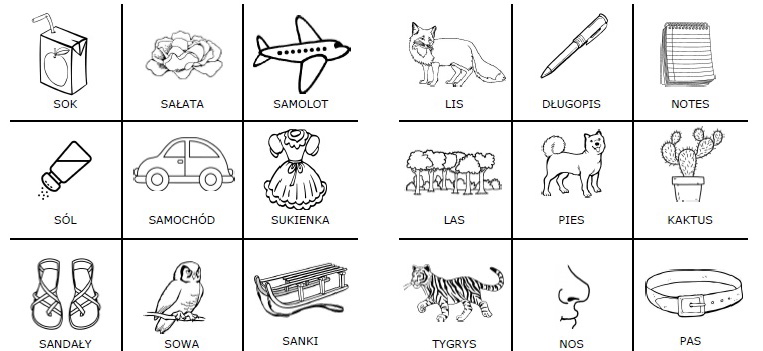 SOK SAŁATA SAMOLOT LIS DŁUGOPIS NOTES
SÓL SAMOCHÓD SUKIENKA LAS PIES KAKTUS
SANDAŁY SOWA SANKI TYGRYS NOS PAS